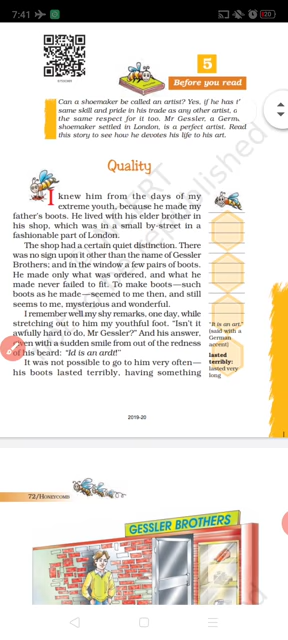 7:41
120
5
Before you read
Can a shoemaker be called an artist? Yes, if he has t
same skill and pride in his trade as any other artist, a
the same respect for it too. Mr Gessler, a Germ
shoemaker settled in London, is a perfect artist. Read
this story to see how he devotes his life to his art.
Quality
I knew him from the days of my
extreme youth, because he made my
father's boots. He lived with his elder brother in
his shop, which was in a small by-street in a
fashionable part of London.
The shop had a certain quiet distinction. There
was no sign upon it other than the name of Gessler
Brothers; and in the window a few pairs of boots.
He made only what was ordered, and what he
made never failed to fit. To make boots—such
boots as he made—seemed to me then, and still
seems to me, mysterious and wonderful.
I remember well my shy remark, one day, while
stretching out to him my youthful foot. “Isn't it
awfully hard to do, Mr Gessler?” And his answer,
given with a sudden smile from out of the redness
of his beard: “Id is an ardt!”
It was not possible to go to him very often—
his boots lasted terribly, having something
“It is an art.”
(said with a
German
accent)
lasted
terribly:
lasted very
long
2019-20
1
72/HONEYCOMB
GESSLER BROTHERS